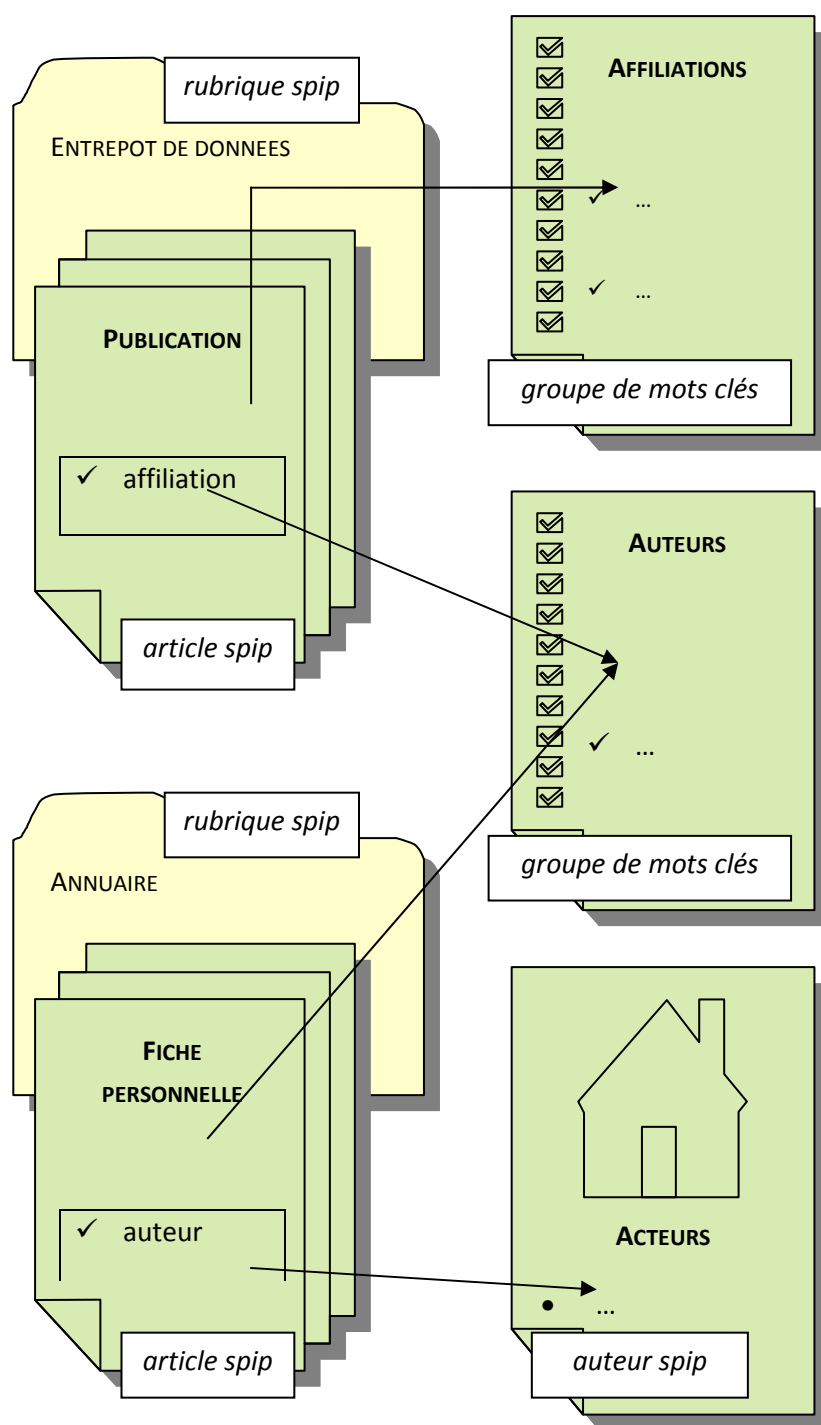 rubrique spip
ENTREPOT DE DONNEES
PUBLICATION
✓ affiliation
article spip
AFFILIATIONS
✓ ...
✓ ...
groupe de mots clés
AUTEURS
✓ ...
groupe de mots clés
rubrique spip
ANNUAIRE
FICHE
PERSONNELLE
✓ auteur
article spip
ACTEURS
• ...
auteur spip